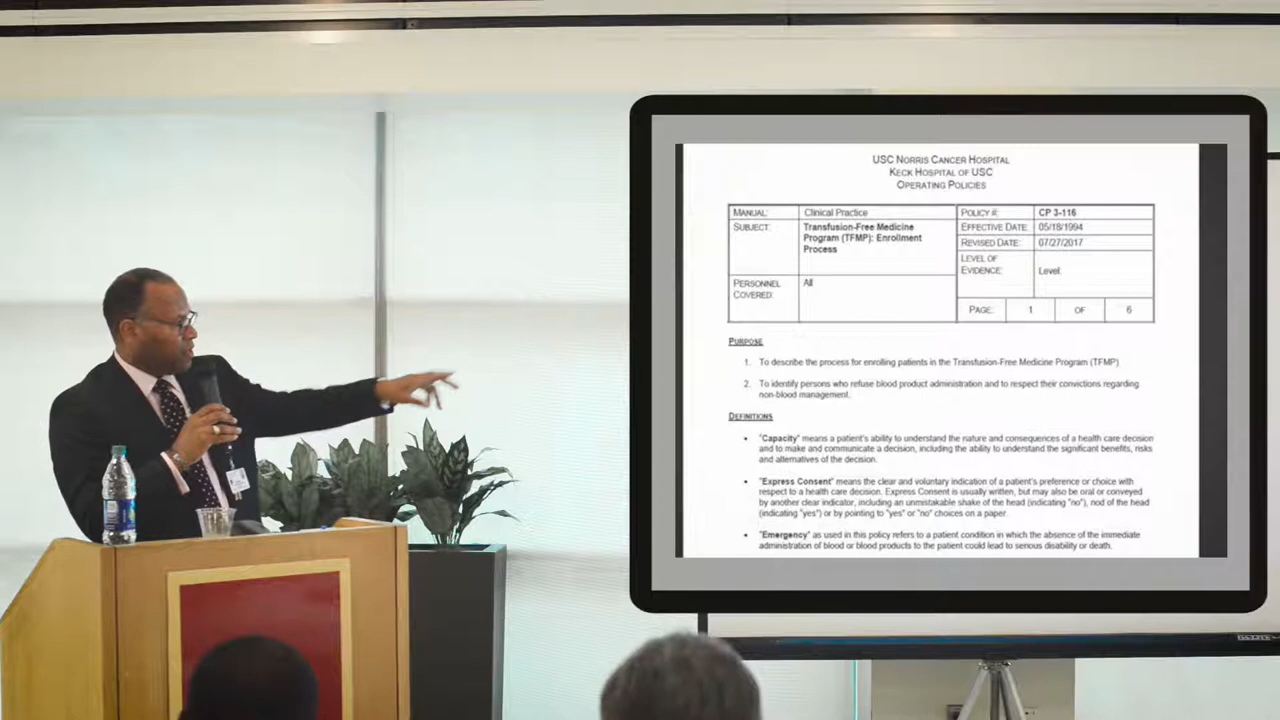 USC NORRIS CANCER HOSPITAL
KECK HOSPITAL OF USC
OPERATING POLICIES
MANUAL: Clinical Practice POLICY #: CP 3-116
SUBJECT: Transfusion-Free Medicine
Program (TFMP): Enrollment
Process
EFFECTIVE DATE: 05/18/1994
REVISED DATE: 07/27/2017
LEVEL OF
EVIDENCE: Level:
PERSONNEL
COVERED: All
PAGE: 1 OF 6
PURPOSE
1. To describe the process for enrolling patients in the Transfusion-Free Medicine Program (TFMP)
2. To identify persons who refuse blood product administration and to respect their convictions regarding
non-blood management.
DEFINITIONS
• "Capacity" means a patient's ability to understand the nature and consequences of a health care decision
and to make and communicate a decision, including the ability to understand the significant benefits, risks
and alternatives of the decision.
• "Express Consent" means the clear and voluntary indication of a patient's preference or choice with
respect to a health care decision. Express Consent is usually written, but may also be oral or conveyed
by another clear indicator, including an unmistakable shake of the head (indicating "no"), nod of the head
(indicating "yes") or by pointing to "yes" or "no" choices on a paper.
• "Emergency" as used in this policy refers to a patient condition in which the absence of the immediate
administration of blood or blood products to the patient could lead to serious disability or death.